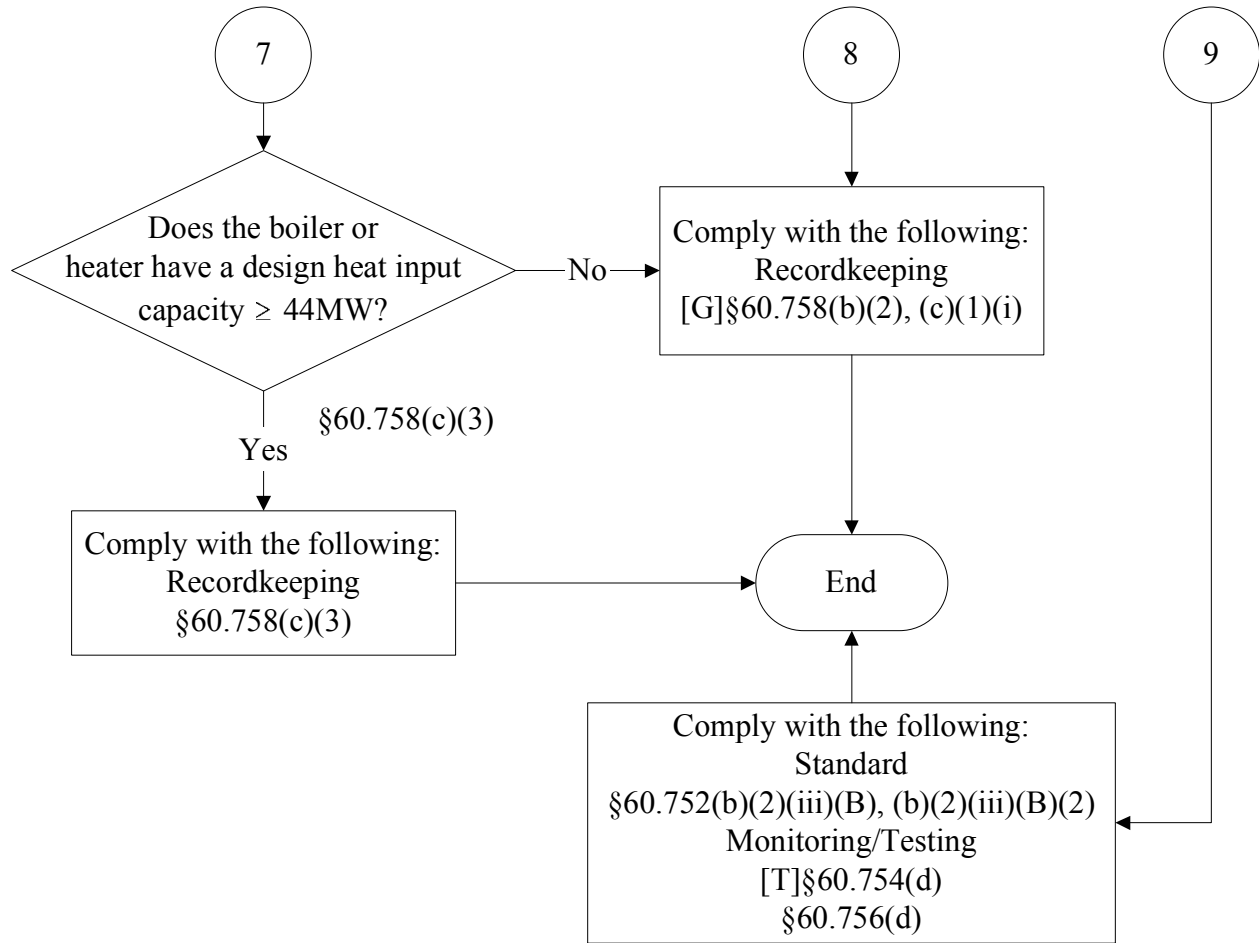 7
8
9
Does the boiler or
heater have a design heat input
capacity ≥ 44MW?
No
Comply with the following:
Recordkeeping
[G]§60.758(b)(2), (c)(1)(i)
§60.758(c)(3)
Yes
Comply with the following:
Recordkeeping
§60.758(c)(3)
End
Comply with the following:
Standard
§60.752(b)(2)(iii)(B), (b)(2)(iii)(B)(2)
Monitoring/Testing
[T]§60.754(d)
§60.756(d)